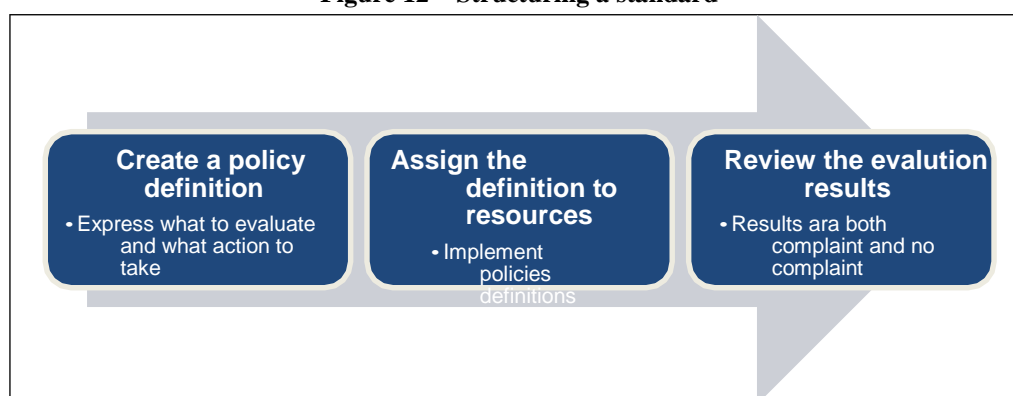 Figure 12 – Structuring a standard
Create a policy
definition
• Express what to evaluate
and what action to
take
Assign the
definition to
resources
• Implement
policies
definitions
Review the evalution
results
• Results ara both
complaint and no
complaint